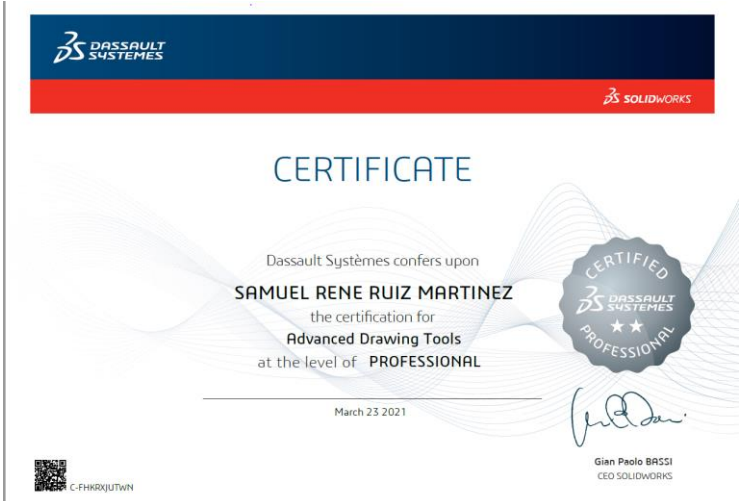 DASSAULT
SYSTEMES
SOLIDWORKS
CERTIFICATE
Dassault Systèmes confers upon
SAMUEL RENE RUIZ MARTINEZ
the certification for
Advanced Drawing Tools
at the level of PROFESSIONAL
March 23 2021
CERTIFIED
DASSAULT
SYSTEMES
PROFESSIONAL
Gian Paolo BASSI
CEO SOLIDWORKS
C-FHKRXJUTWN